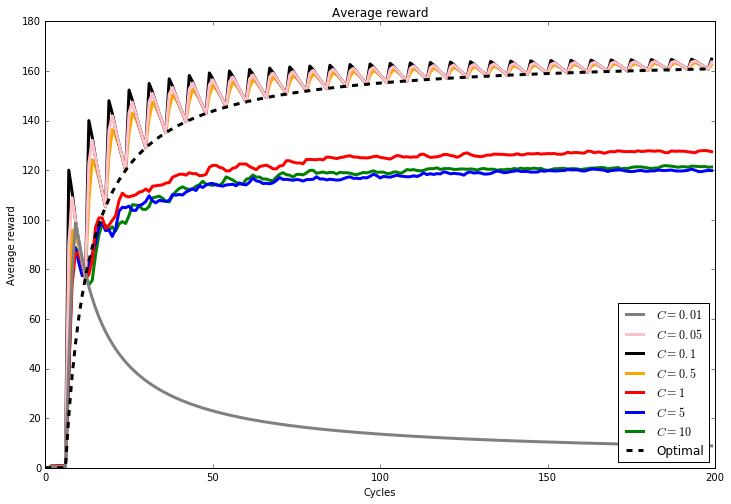 Average reward
180
160
140
120
100
80
60
40
20
0
Average reward
0 50 100 150 200
Cycles
C = 0.01
C = 0.05
C = 0.1
C = 0.5
C = 1
C = 5
C = 10
Optimal